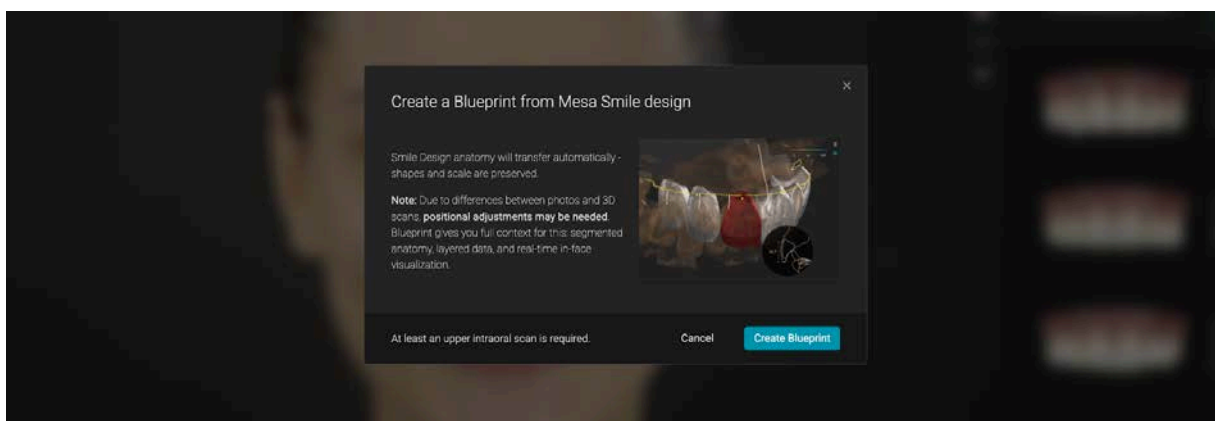 Create a Blueprint from Mesa Smile design
Smile Design anatomy will transfer automatically -
shapes and scale are preserved.
Note: Due to differences between photos and 3D
scans, positional adjustments may be needed.
Blueprint gives you full context for this: segmented
anatomy, layered data, and real-time in-face
visualization.
At least an upper intraoral scan is required.
Cancel
Create Blueprint